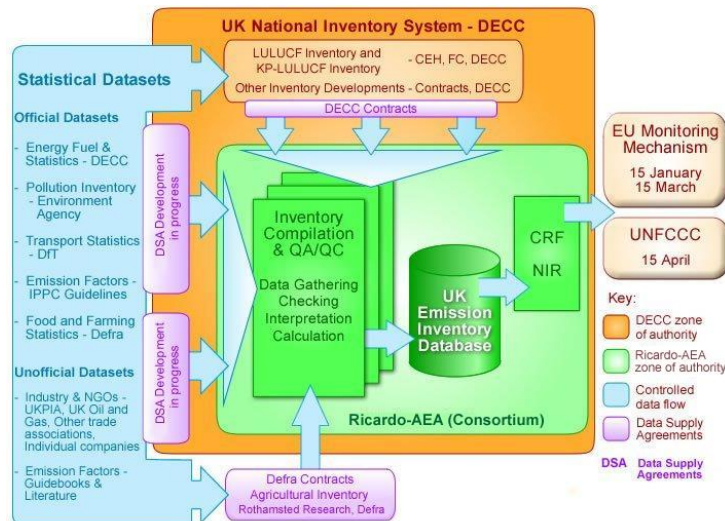 UK National Inventory System - DECC
LULUCF Inventory and
KP-LULUCF Inventory
- CEH, FC, DECC
Other Inventory Developments - Contracts, DECC
DECC Contracts
Statistical Datasets
Official Datasets
- Energy Fuel &
Statistics - DECC
- Pollution Inventory -
Environment
Agency
- Transport Statistics -
DfT
- Emission Factors -
IPPC Guidelines
- Food and Farming
Statistics - Defra
Unofficial Datasets
- Industry & NGOs -
UKPIA, UK Oil and
Gas, Other trade
associations,
Individual companies
- Emission Factors -
Guidebooks &
Literature
DSA Development
in progress
DSA Development
in progress
Inventory
Compilation
& QA/QC
Data Gathering
Checking
Interpretation
Calculation
UK
Emission
Inventory
Database
CRF
NIR
Ricardo-AEA (Consortium)
Defra Contracts
Agricultural Inventory
Rothamsted Research, Defra
EU Monitoring
Mechanism
15 January
15 March
UNFCCC
15 April
Key:
DECC zone
of authority
Ricardo-AEA
zone of authority
Controlled
data flow
Data Supply
Agreements
DSA Data Supply
Agreements